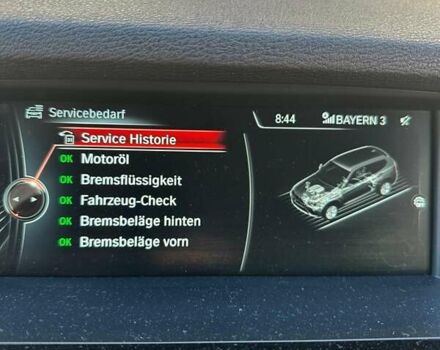 Servicebedarf
8:44 BAYERN 3
Service Historie
OK Motoröl
OK Bremsflüssigkeit
OK Fahrzeug-Check
OK Bremsbeläge hinten
OK Bremsbeläge vorn